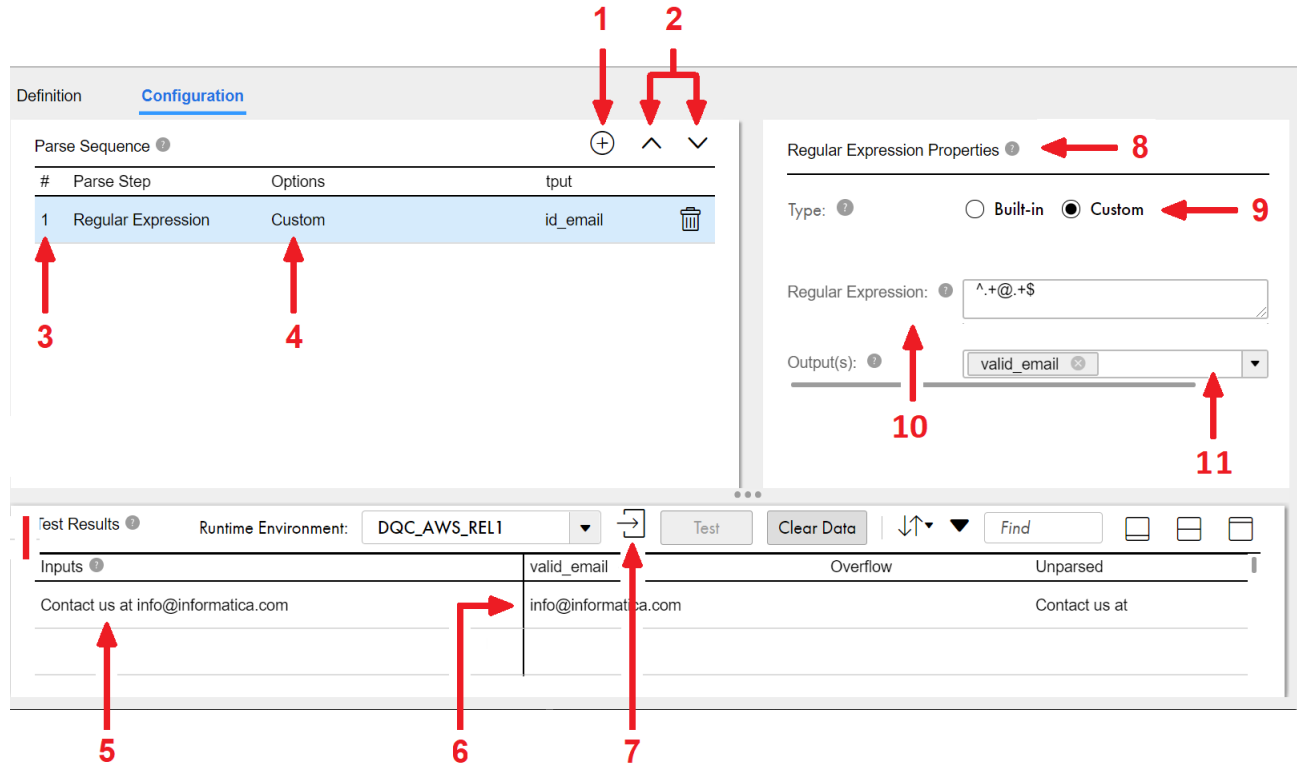 1 2
Definition Configuration
Parse Sequence ?
# Parse Step Options tput
1 Regular Expression Custom id_email
3 4
Regular Expression Properties ? 8
Type: ? Built-in Custom 9
Regular Expression: ? ^.+@.+$
Output(s): ? valid_email
10
11
Test Results ? Runtime Environment: DQC_AWS_REL1 Test Clear Data Find
Inputs ? valid_email Overflow Unparsed
Contact us at info@informatica.com info@informatica.com Contact us at
5 6 7